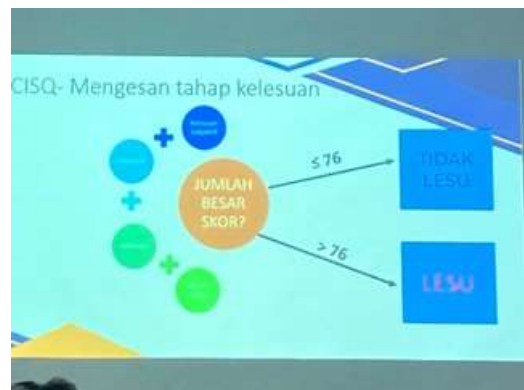 CISQ- Mengesan tahap kelesuan
JUMLAH
BESAR
SKOR?
≤ 76
TIDAK
LESU
> 76
LESU